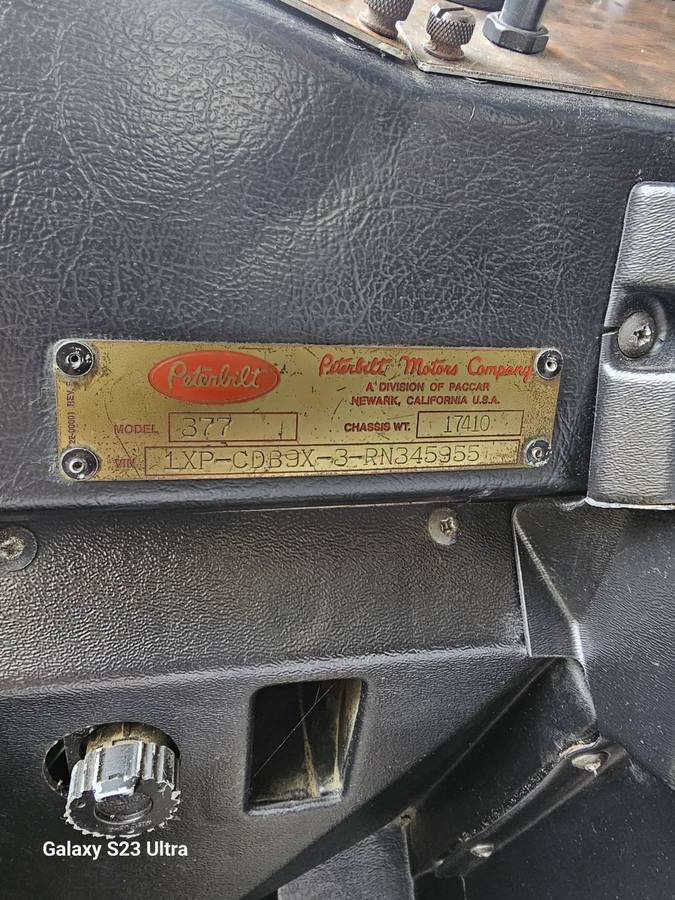 Peterbilt
Peterbilt Motors Company
A DIVISION OF PACCAR
NEWARK, CALIFORNIA U.S.A.
MODEL 377 CHASSIS WT. 17410
VIN 1XP-CDB9X-3-RN345955
Galaxy S23 Ultra